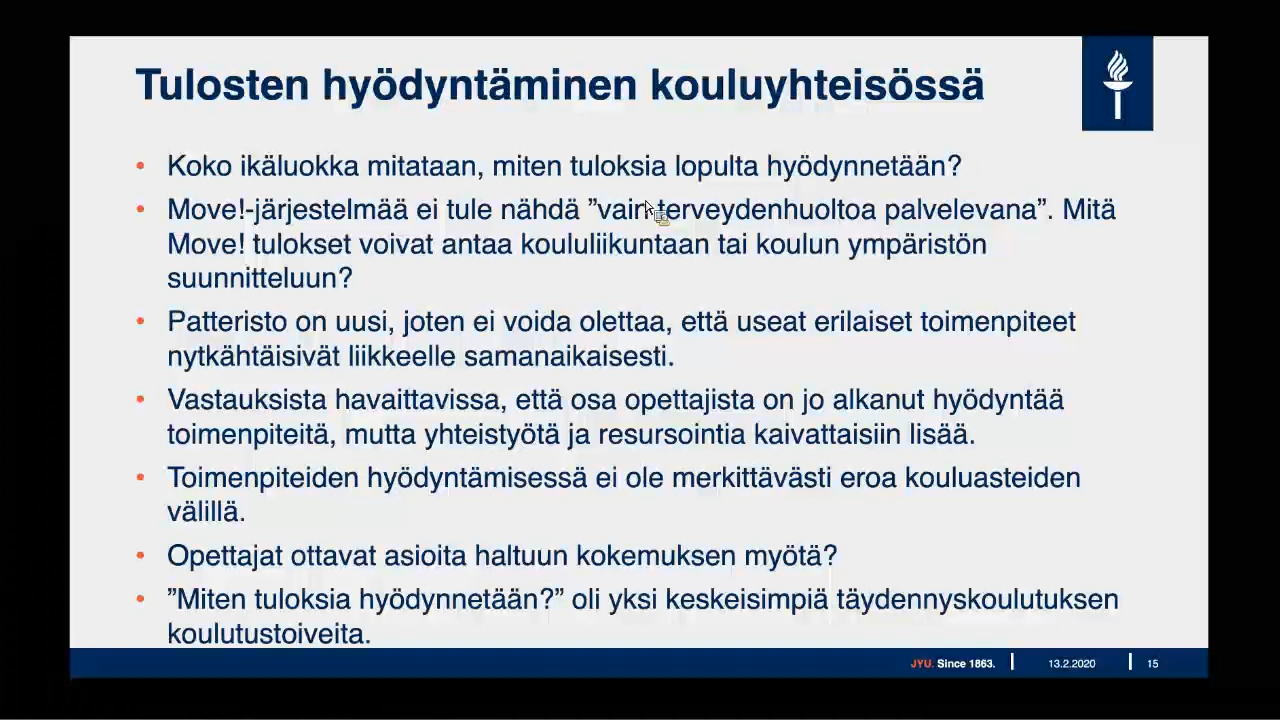 Tulosten hyödyntäminen kouluyhteisössä
• Koko ikäluokka mitataan, miten tuloksia lopulta hyödynnetään?
• Move!-järjestelmää ei tule nähdä ”vain terveydenhuoltoa palvelevana”. Mitä
Move! tulokset voivat antaa koululiikuntaan tai koulun ympäristön
suunnitteluun?
• Patteristo on uusi, joten ei voida olettaa, että useat erilaiset toimenpiteet
nytkähtäisivät liikkeelle samanaikaisesti.
• Vastauksista havaittavissa, että osa opettajista on jo alkanut hyödyntää
toimenpiteitä, mutta yhteistyötä ja resursointia kaivattaisiin lisää.
• Toimenpiteiden hyödyntämisessä ei ole merkittävästi eroa kouluasteiden
välillä.
• Opettajat ottavat asioita haltuun kokemuksen myötä?
• ”Miten tuloksia hyödynnetään?” oli yksi keskeisimpiä täydennyskoulutuksen
koulutustoiveita.
JYU. Since 1863. 13.2.2020 15